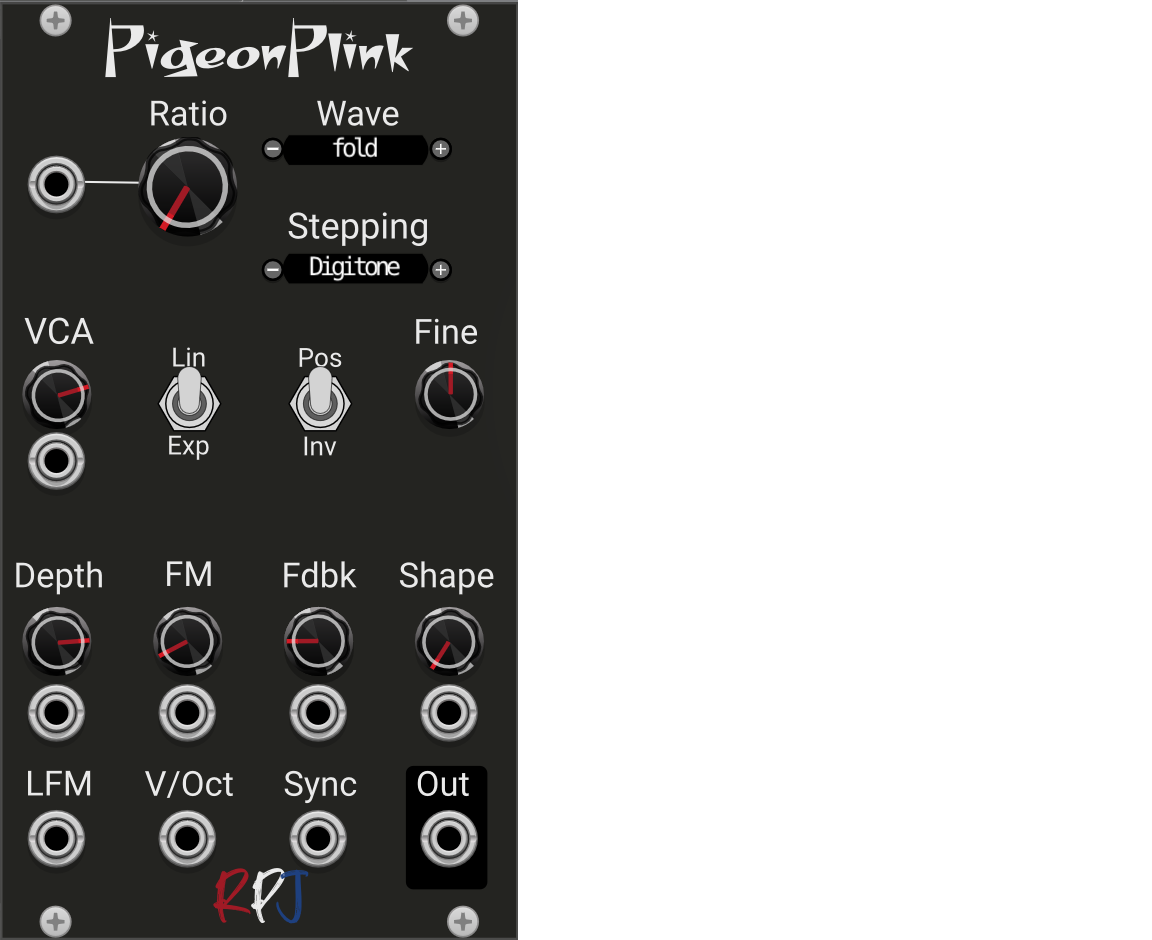 PigeonPlink
Ratio
Wave
fold
Stepping
Digitone
VCA
Lin
Exp
Pos
Inv
Fine
Depth
FM
Fdbk
Shape
LFM
V/Oct
Sync
Out
RPJ